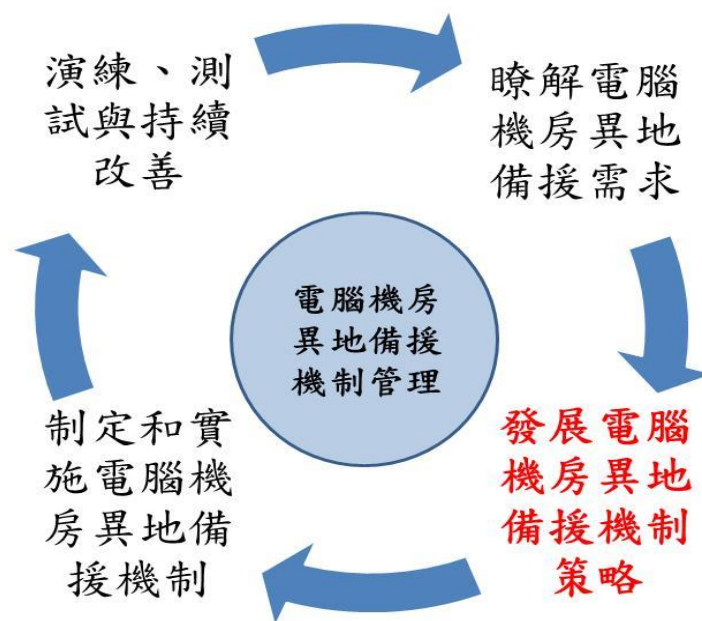 演練、測
試與持續
改善
瞭解電腦
機房異地
備援需求
電腦機房
異地備援
機制管理
發展電腦
機房異地
備援機制
策略
制定和實
施電腦機
房異地備
援機制